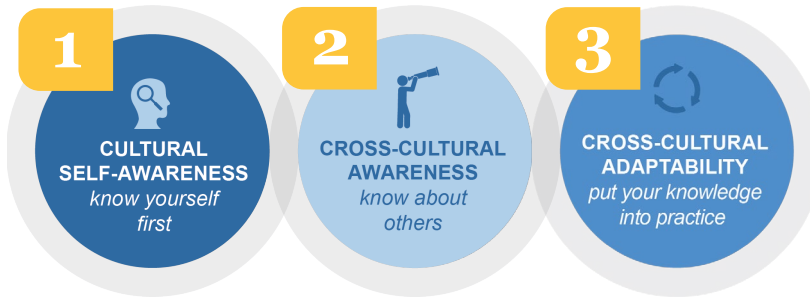 1
CULTURAL
SELF-AWARENESS
know yourself
first
2
CROSS-CULTURAL
AWARENESS
know about
others
3
CROSS-CULTURAL
ADAPTABILITY
put your knowledge
into practice